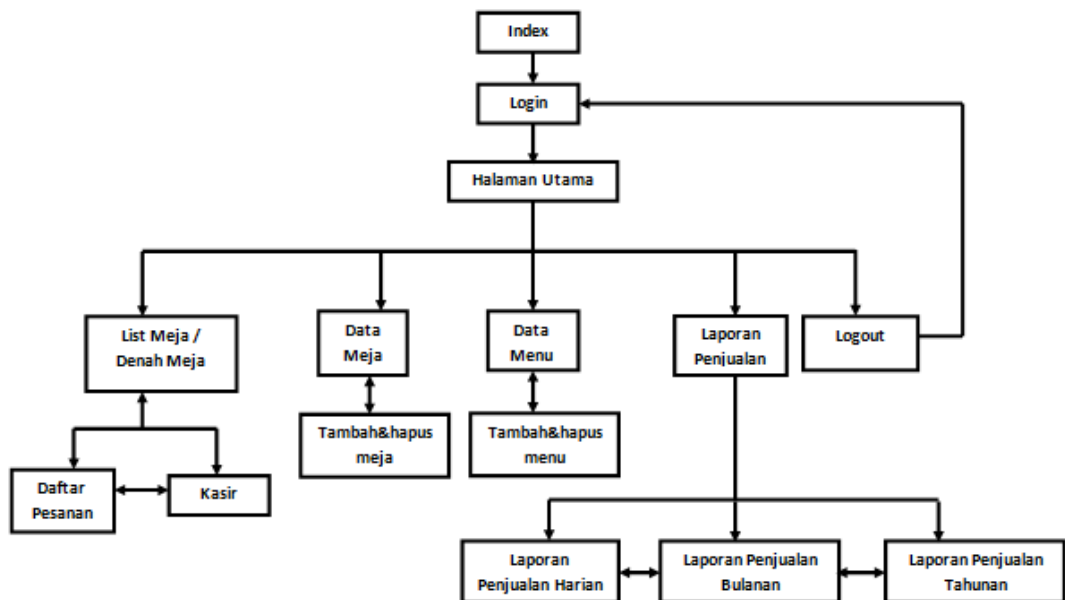 Index
Login
Halaman Utama
List Meja /
Denah Meja
Data
Meja
Data
Menu
Laporan
Penjualan
Logout
Tambah&hapus
meja
Tambah&hapus
menu
Daftar
Pesanan
Kasir
Laporan
Penjualan Harian
Laporan Penjualan
Bulanan
Laporan Penjualan
Tahunan